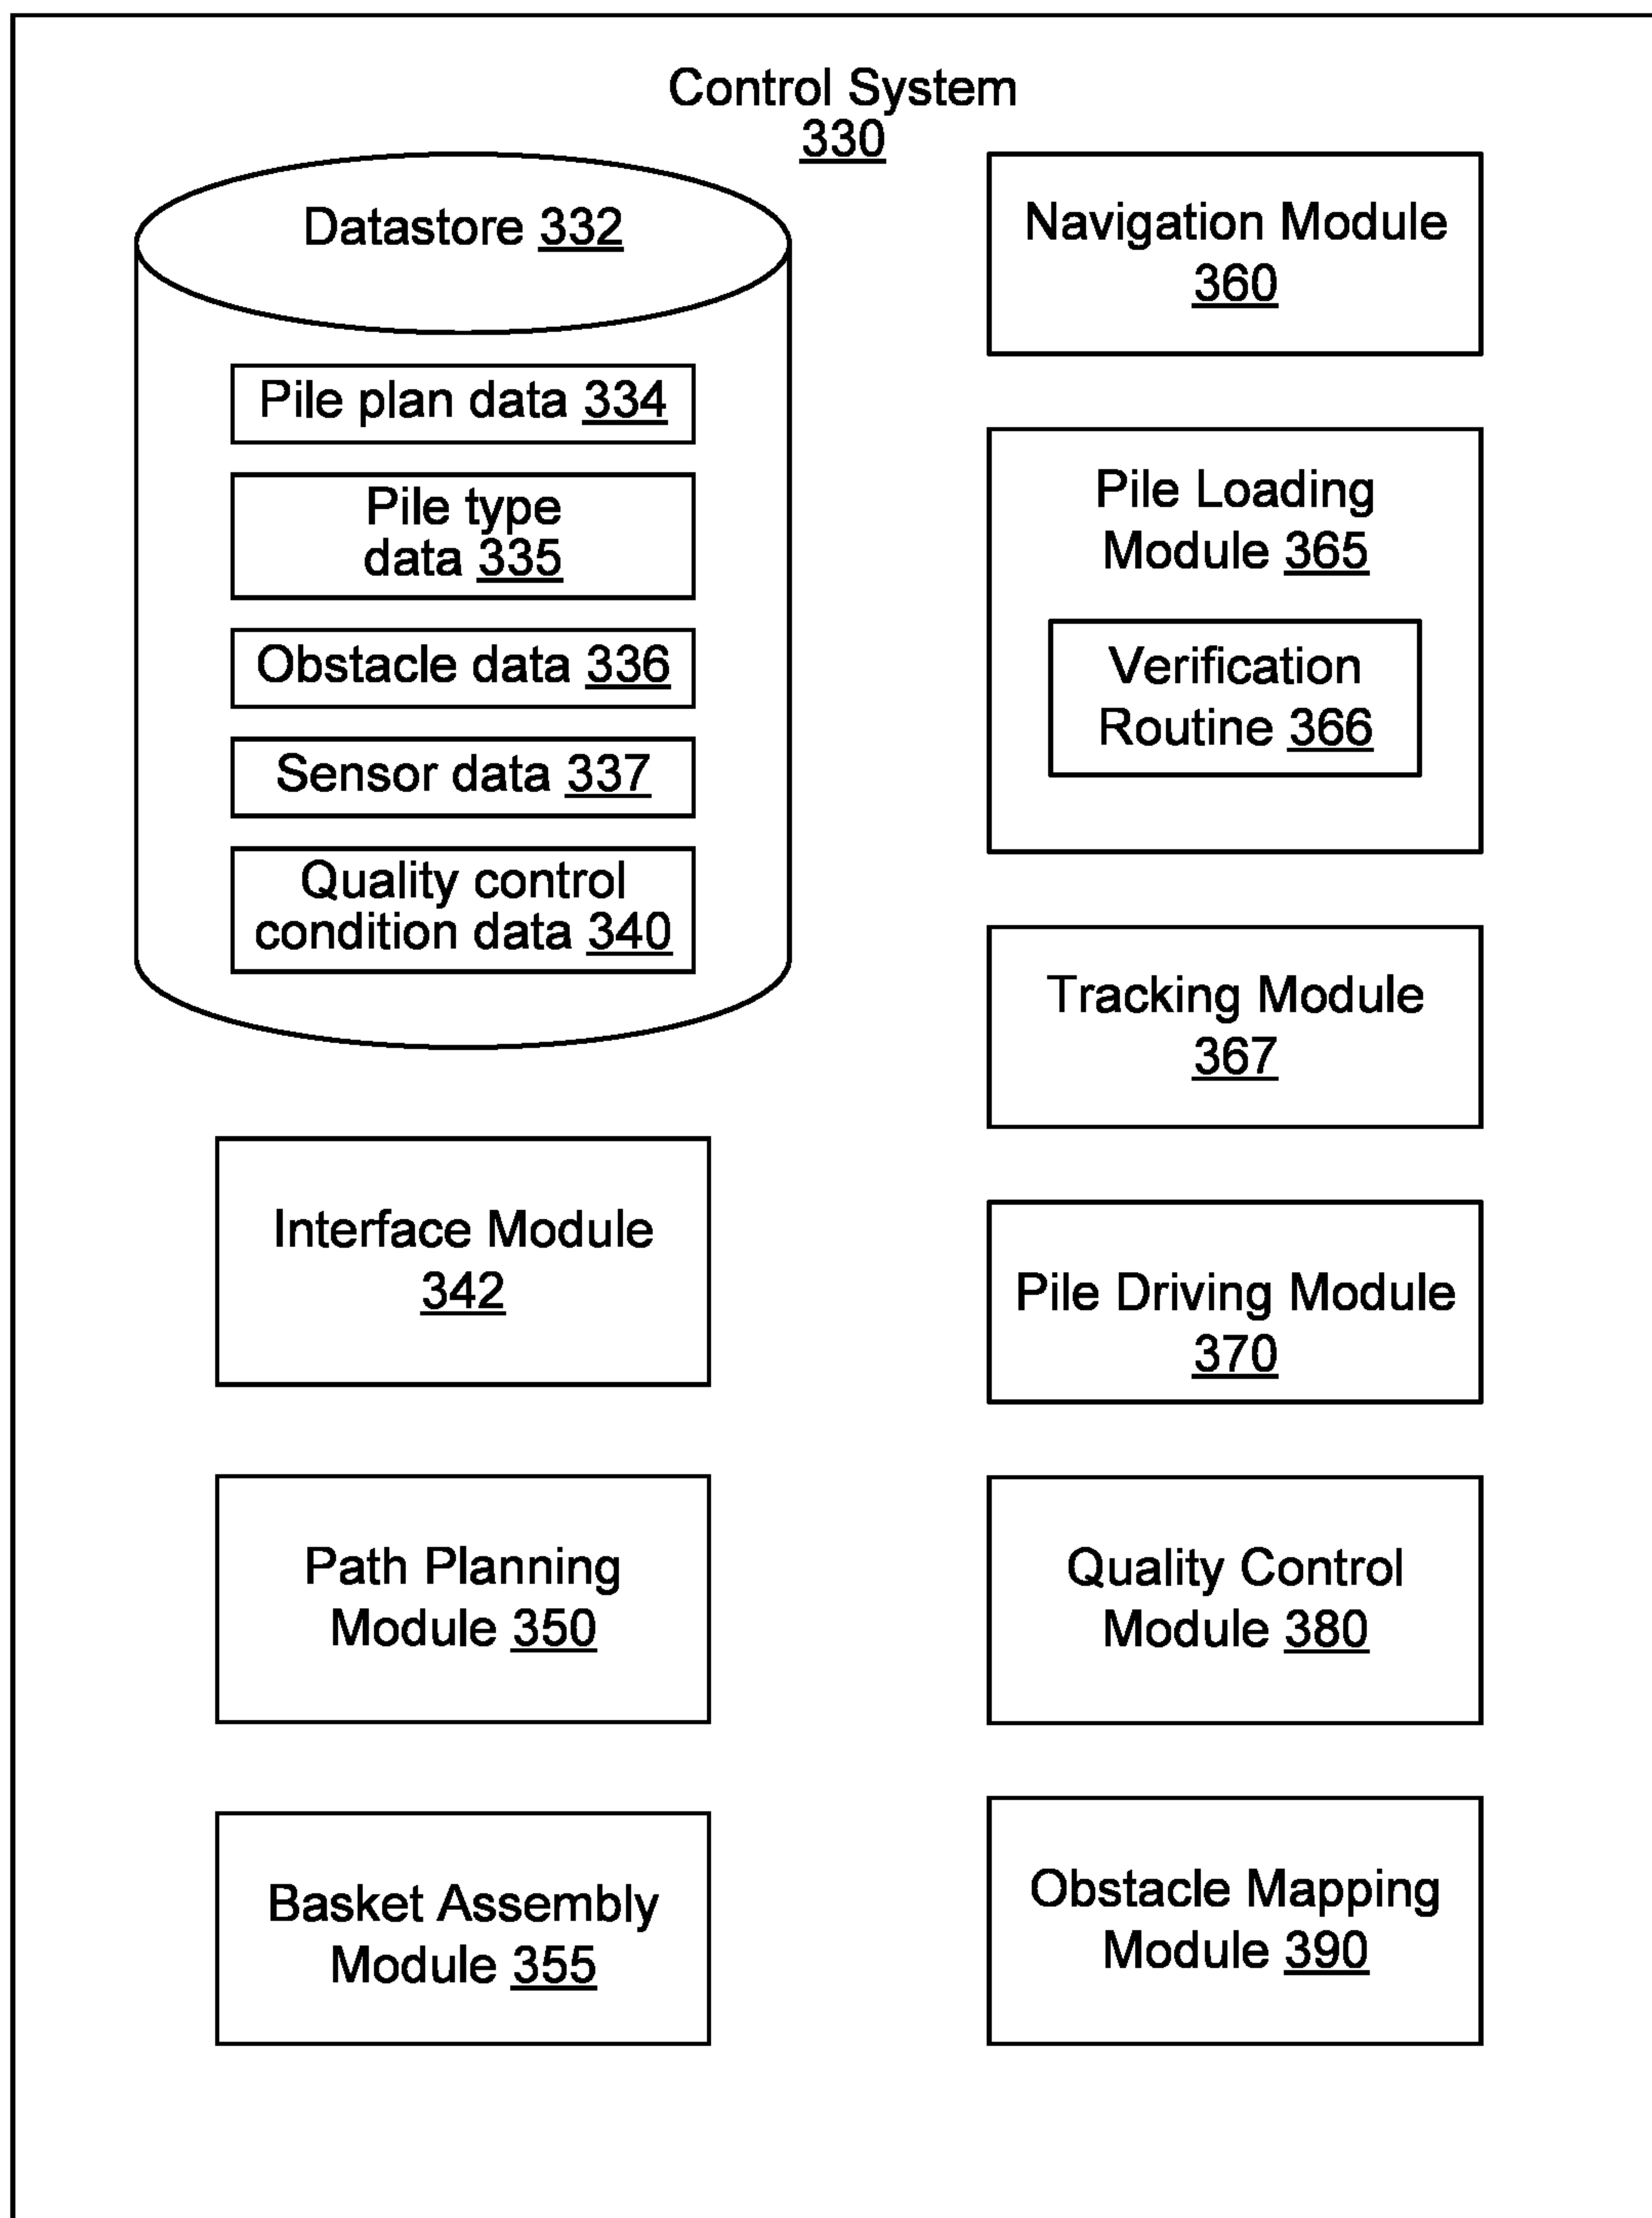 Control System
330
Datastore 332
Pile plan data 334
Pile type
data 335
Obstacle data 336
Sensor data 337
Quality control
condition data 340
Interface Module
342
Path Planning
Module 350
Basket Assembly
Module 355
Navigation Module
360
Pile Loading
Module 365
Verification
Routine 366
Tracking Module
367
Pile Driving Module
370
Quality Control
Module 380
Obstacle Mapping
Module 390